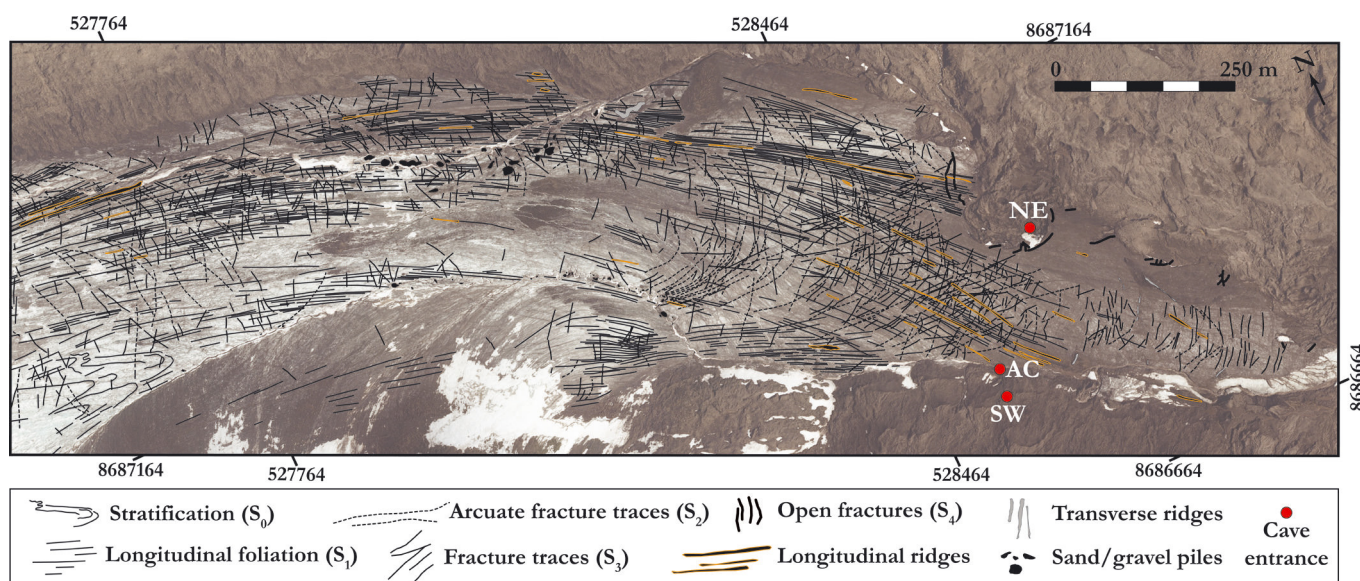 527764
528464
8687164
0
250 m
N
NE
AC
SW
8686664
8687164
527764
528464
8686664
Stratification (S₀)
Arcuate fracture traces (S₂)
Open fractures (S₄)
Transverse ridges
Cave
entrance
Longitudinal foliation (S₁)
Fracture traces (S₃)
Longitudinal ridges
Sand/gravel piles